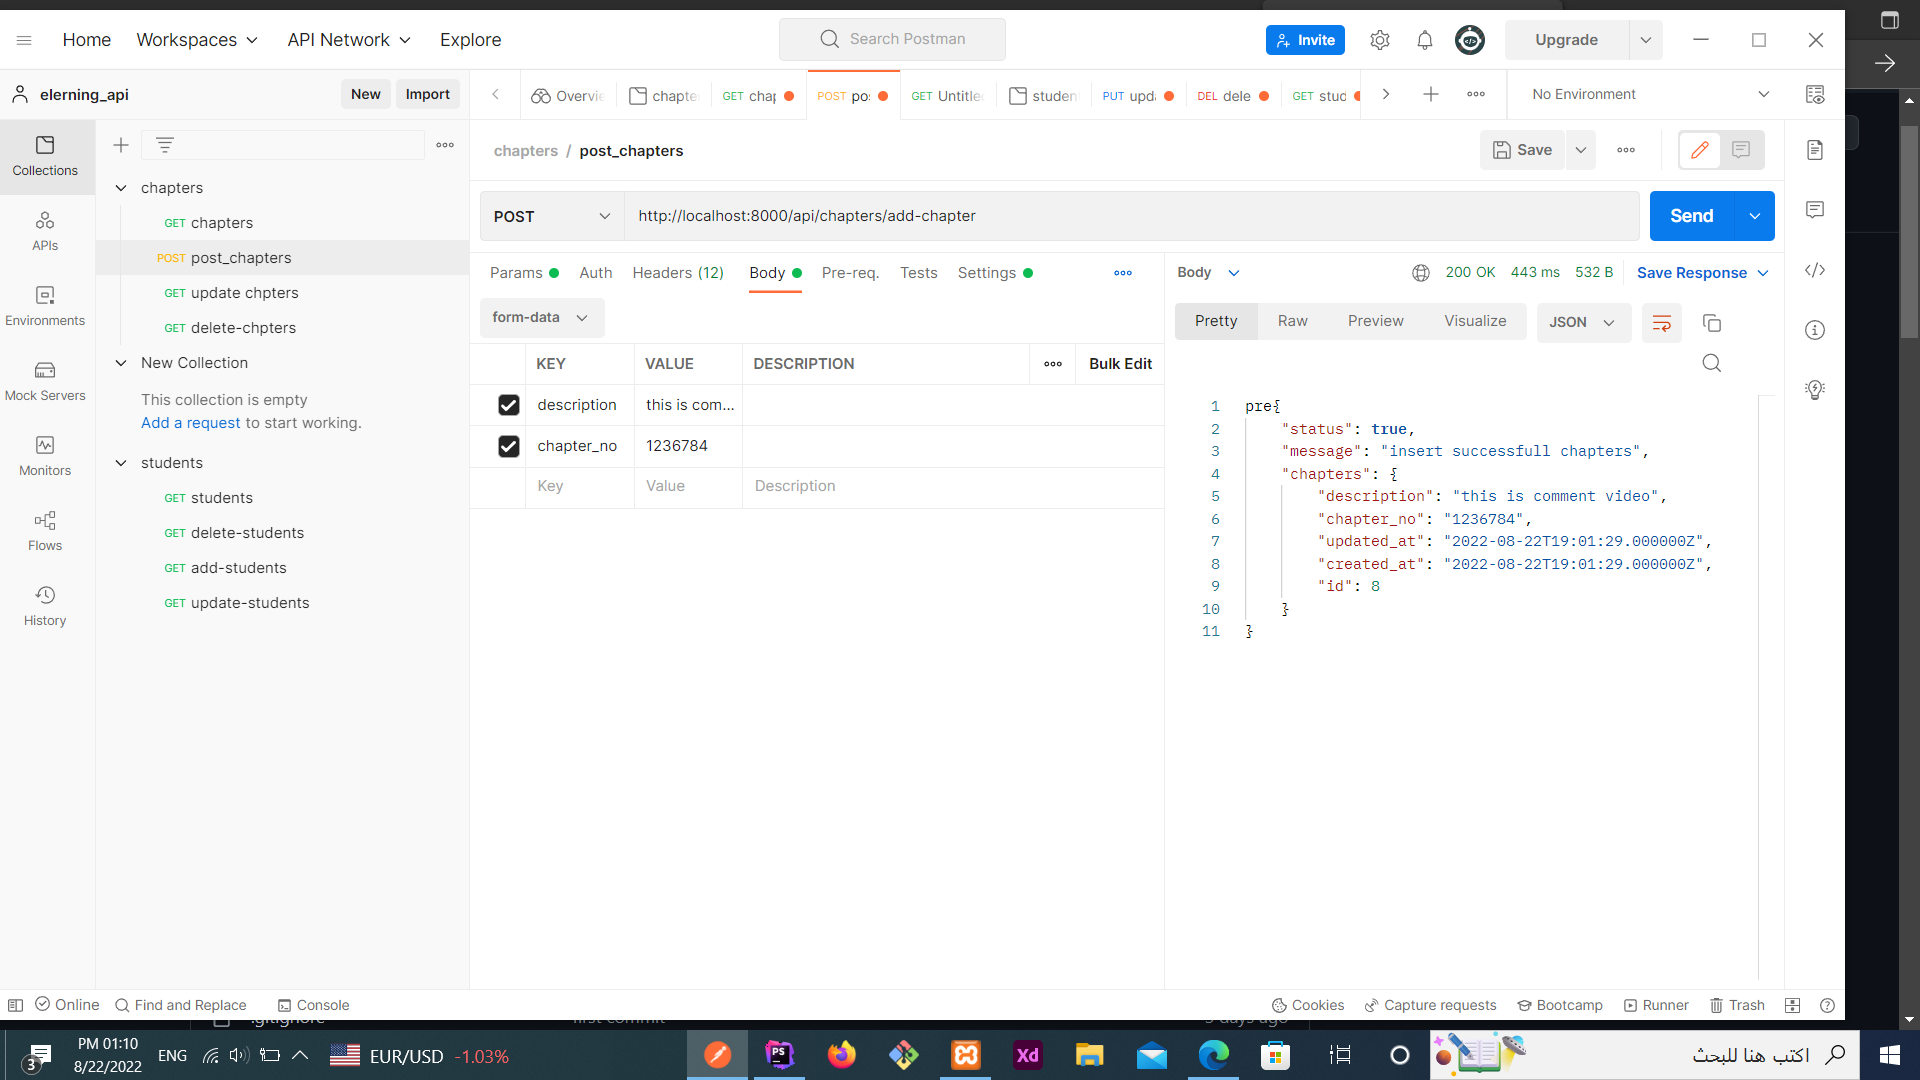 Home
Workspaces
API Network
Explore
Search Postman
Invite
Upgrade
elerning_api
New
Import
Overvie
chapte
GET chap
POST po
GET Untitle
studen
PUT upd
DEL dele
GET stud
No Environment
Collections
APIs
Environments
Mock Servers
Monitors
Flows
History
chapters
GET chapters
POST post_chapters
GET update chpters
GET delete-chpters
New Collection
This collection is empty
Add a request to start working.
students
GET students
GET delete-students
GET add-students
GET update-students
chapters / post_chapters
Save
POST
http://localhost:8000/api/chapters/add-chapter
Send
Params
Auth
Headers (12)
Body
Pre-req.
Tests
Settings
form-data
KEY VALUE DESCRIPTION
Bulk Edit
description this is com...
chapter_no 1236784
Key Value Description
Body
200 OK 443 ms 532 B
Save Response
Pretty
Raw
Preview
Visualize
JSON
1 pre{
2 "status": true,
3 "message": "insert successfull chapters",
4 "chapters": {
5 "description": "this is comment video",
6 "chapter_no": "1236784",
7 "updated_at": "2022-08-22T19:01:29.000000Z",
8 "created_at": "2022-08-22T19:01:29.000000Z",
9 "id": 8
10 }
11 }
Online
Find and Replace
Console
Cookies
Capture requests
Bootcamp
Runner
Trash
.gitignore
first commit
3
PM 01:10
8/22/2022
ENG
EUR/USD -1.03%
PS
Xd
اكتب هنا للبحث